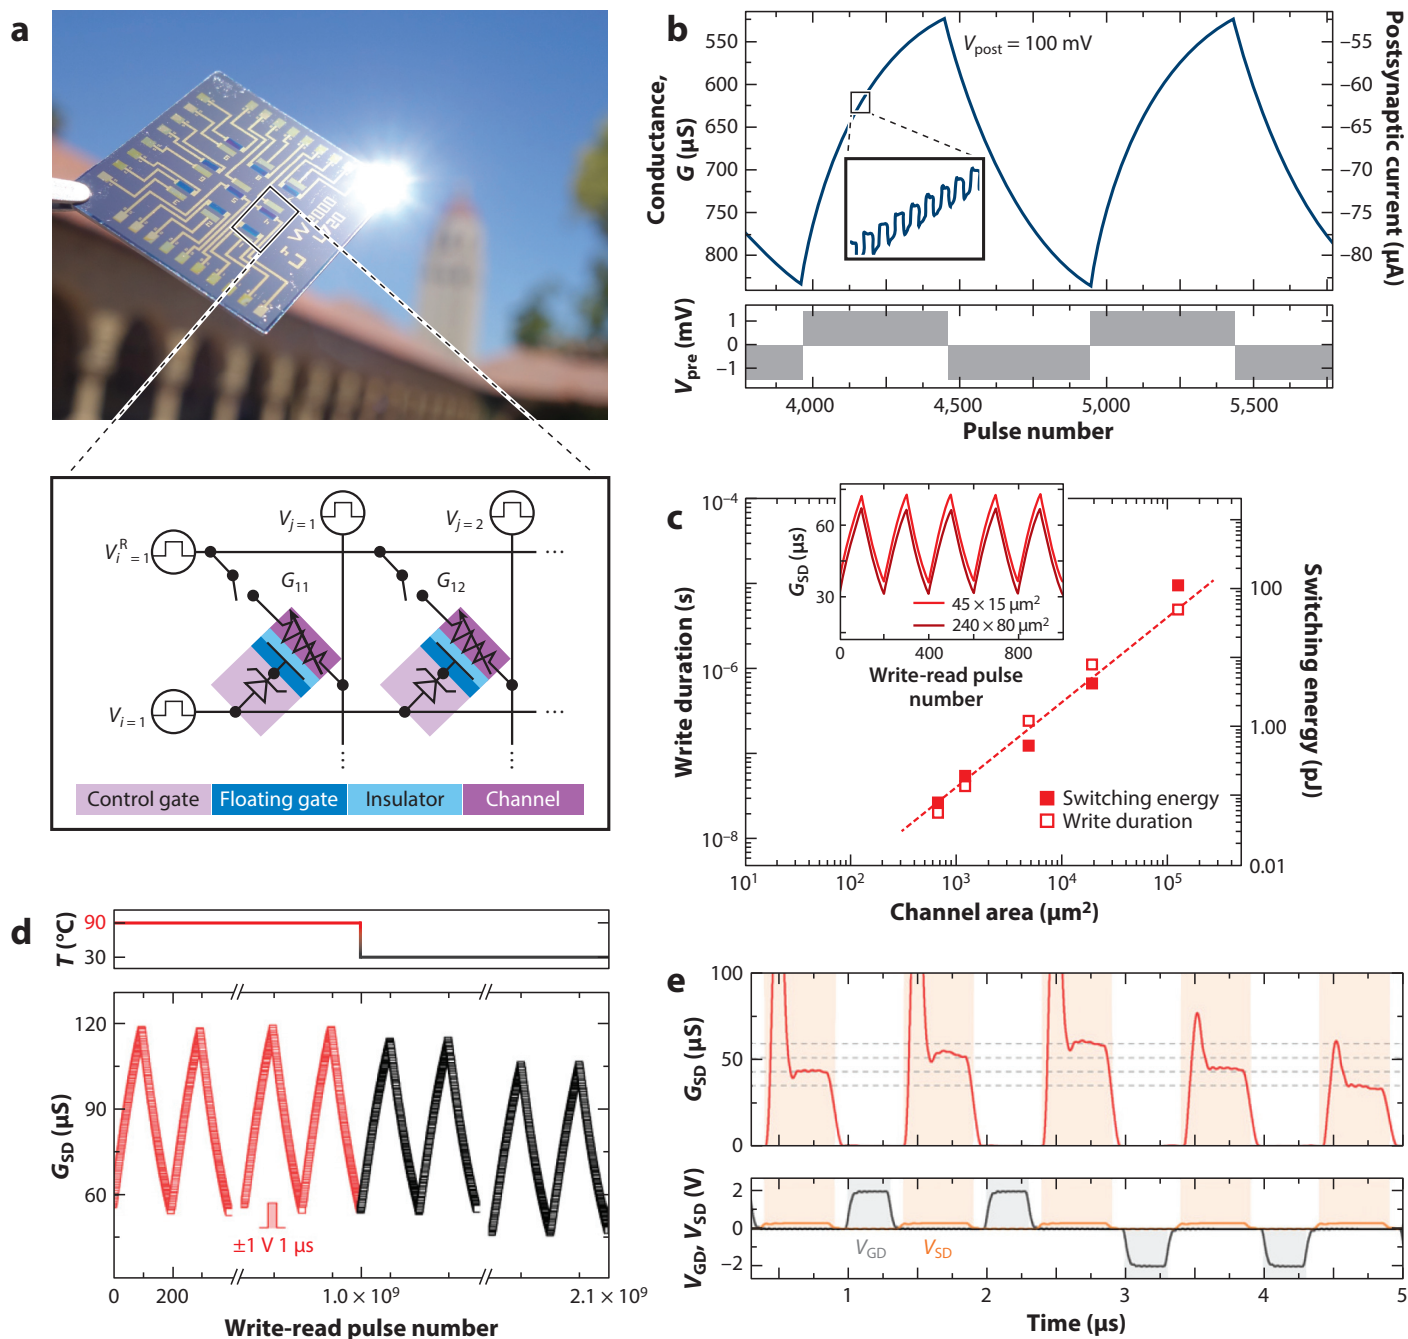 a
V_j = 1
V_j = 2
V_i^R = 1
G_11
G_12
V_i = 1
Control gate
Floating gate
Insulator
Channel
b
V_post = 100 mV
Conductance,
G (μS)
550
600
650
700
750
800
Postsynaptic current (μA)
−55
−60
−65
−70
−75
−80
V_pre (mV)
1
0
−1
4,000
4,500
5,000
5,500
Pulse number
c
Write duration (s)
10^−4
10^−5
10^−6
10^−7
10^−8
G_SD (μs)
60
30
45 × 15 μm²
240 × 80 μm²
0
400
800
Write-read pulse
number
Switching energy
Write duration
Switching energy (pJ)
100
1.00
0.01
10^1
10^2
10^3
10^4
10^5
Channel area (μm²)
d
T (°C)
90
30
G_SD (μS)
120
90
60
±1 V 1 μs
0
200
1.0 × 10^9
2.1 × 10^9
Write-read pulse number
e
G_SD (μS)
100
50
0
V_GD, V_SD (V)
2
0
−2
V_GD
V_SD
1
2
3
4
5
Time (μs)